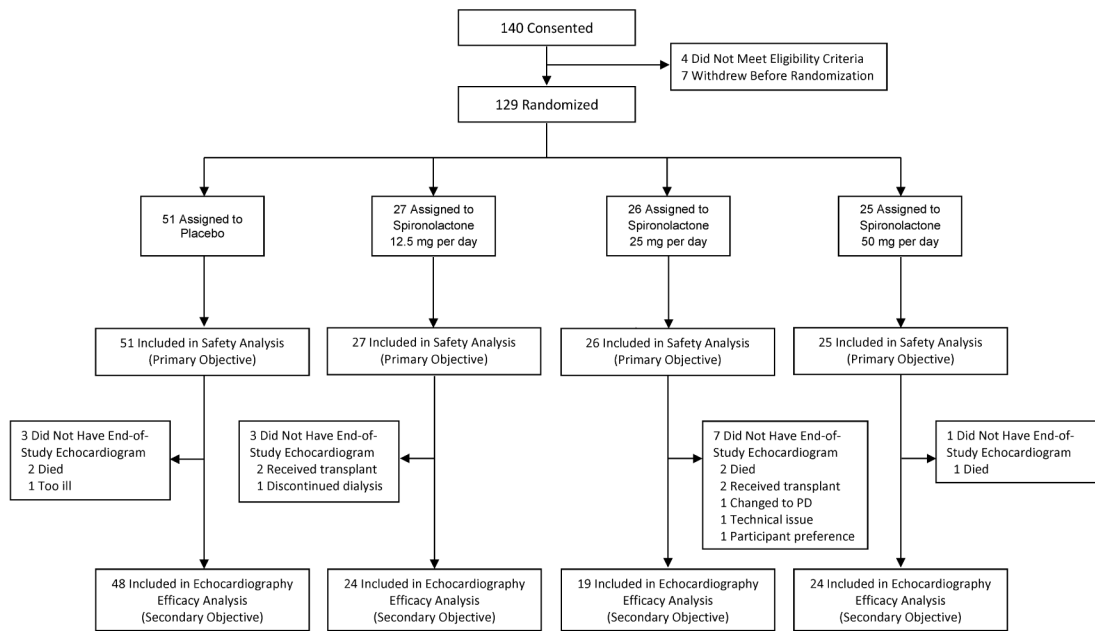 140 Consented
4 Did Not Meet Eligibility Criteria
7 Withdrew Before Randomization
129 Randomized
51 Assigned to
Placebo
27 Assigned to
Spironolactone
12.5 mg per day
26 Assigned to
Spironolactone
25 mg per day
25 Assigned to
Spironolactone
50 mg per day
51 Included in Safety Analysis
(Primary Objective)
27 Included in Safety Analysis
(Primary Objective)
26 Included in Safety Analysis
(Primary Objective)
25 Included in Safety Analysis
(Primary Objective)
3 Did Not Have End-of-
Study Echocardiogram
2 Died
1 Too ill
3 Did Not Have End-of-
Study Echocardiogram
2 Received transplant
1 Discontinued dialysis
7 Did Not Have End-of-
Study Echocardiogram
2 Died
2 Received transplant
1 Changed to PD
1 Technical issue
1 Participant preference
1 Did Not Have End-of-
Study Echocardiogram
1 Died
48 Included in Echocardiography
Efficacy Analysis
(Secondary Objective)
24 Included in Echocardiography
Efficacy Analysis
(Secondary Objective)
19 Included in Echocardiography
Efficacy Analysis
(Secondary Objective)
24 Included in Echocardiography
Efficacy Analysis
(Secondary Objective)